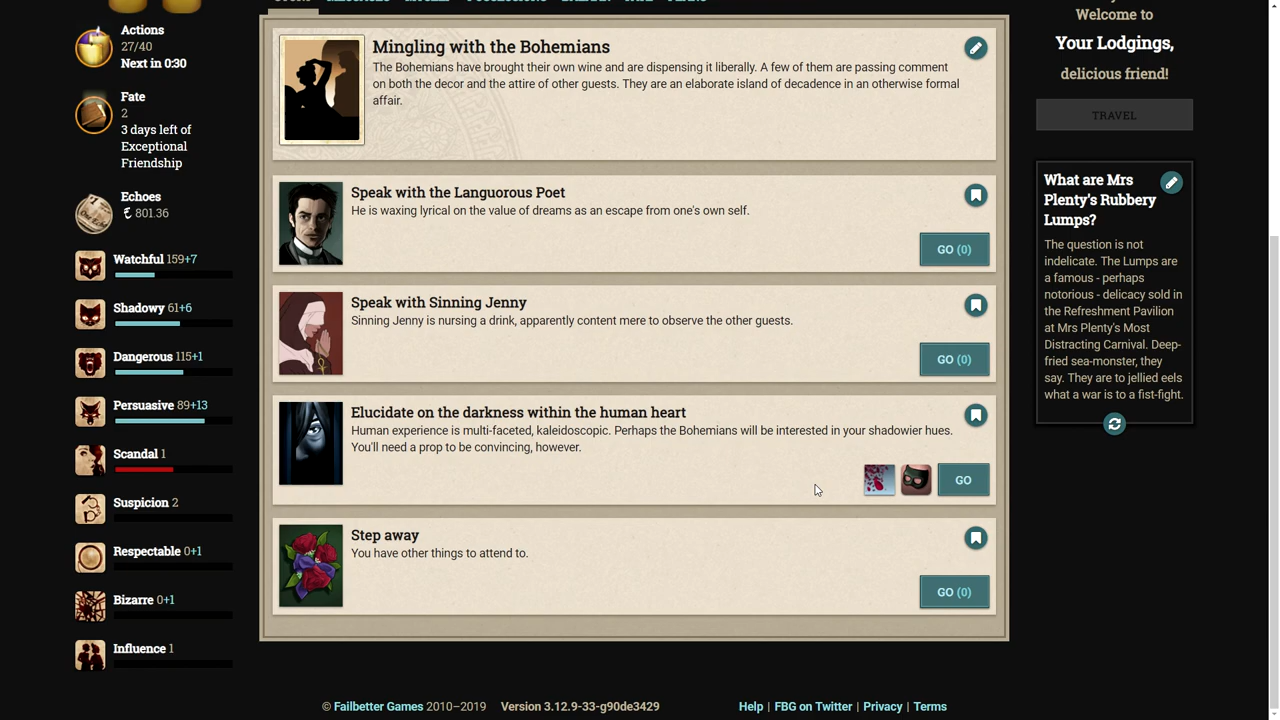 Actions
27/40
Next in 0:30
Fate
2
3 days left of
Exceptional
Friendship
Echoes
801.36
Watchful 159+7
Shadowy 61+6
Dangerous 115+1
Persuasive 89+13
Scandal 1
Suspicion 2
Respectable 0+1
Bizarre 0+1
Influence 1
Mingling with the Bohemians
The Bohemians have brought their own wine and are dispensing it liberally. A few of them are passing comment
on both the decor and the attire of other guests. They are an elaborate island of decadence in an otherwise formal
affair.
Speak with the Languorous Poet
He is waxing lyrical on the value of dreams as an escape from one's own self.
GO (0)
Speak with Sinning Jenny
Sinning Jenny is nursing a drink, apparently content mere to observe the other guests.
GO (0)
Elucidate on the darkness within the human heart
Human experience is multi-faceted, kaleidoscopic. Perhaps the Bohemians will be interested in your shadowier hues.
You'll need a prop to be convincing, however.
GO
Step away
You have other things to attend to.
GO (0)
Welcome to
Your Lodgings,
delicious friend!
TRAVEL
What are Mrs
Plenty's Rubbery
Lumps?
The question is not
indelicate. The Lumps are
a famous - perhaps
notorious - delicacy sold in
the Refreshment Pavilion
at Mrs Plenty's Most
Distracting Carnival. Deep-
fried sea-monster, they
say. They are to jellied eels
what a war is to a fist-fight.
© Failbetter Games 2010–2019 Version 3.12.9-33-g90de3429
Help | FBG on Twitter | Privacy | Terms